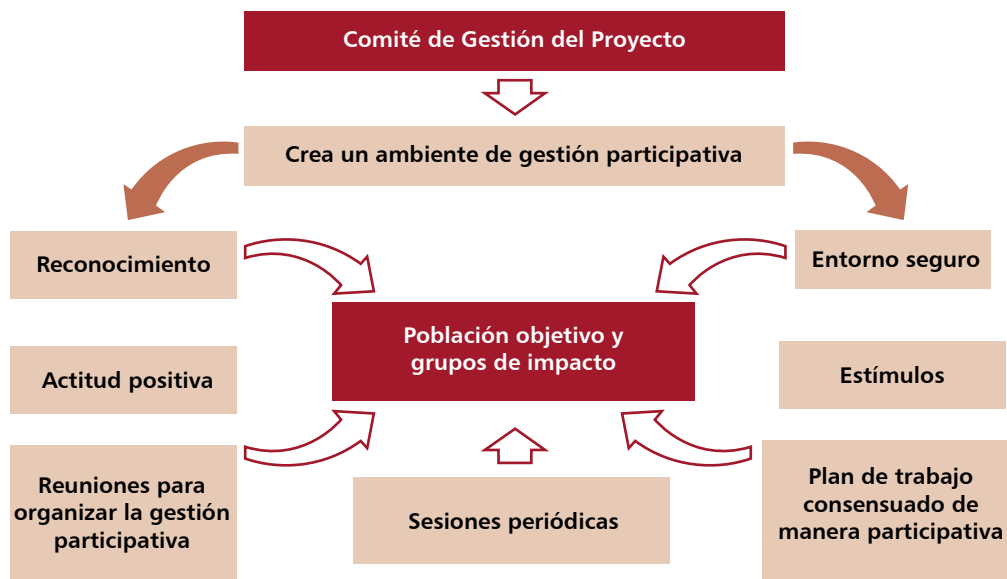 Comité de Gestión del Proyecto
Crea un ambiente de gestión participativa
Reconocimiento
Entorno seguro
Población objetivo y
grupos de impacto
Actitud positiva
Estímulos
Reuniones para
organizar la gestión
participativa
Sesiones periódicas
Plan de trabajo
consensuado de
manera participativa